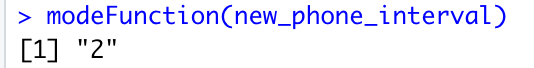 > modeFunction(new_phone_interval)
[1] "2"